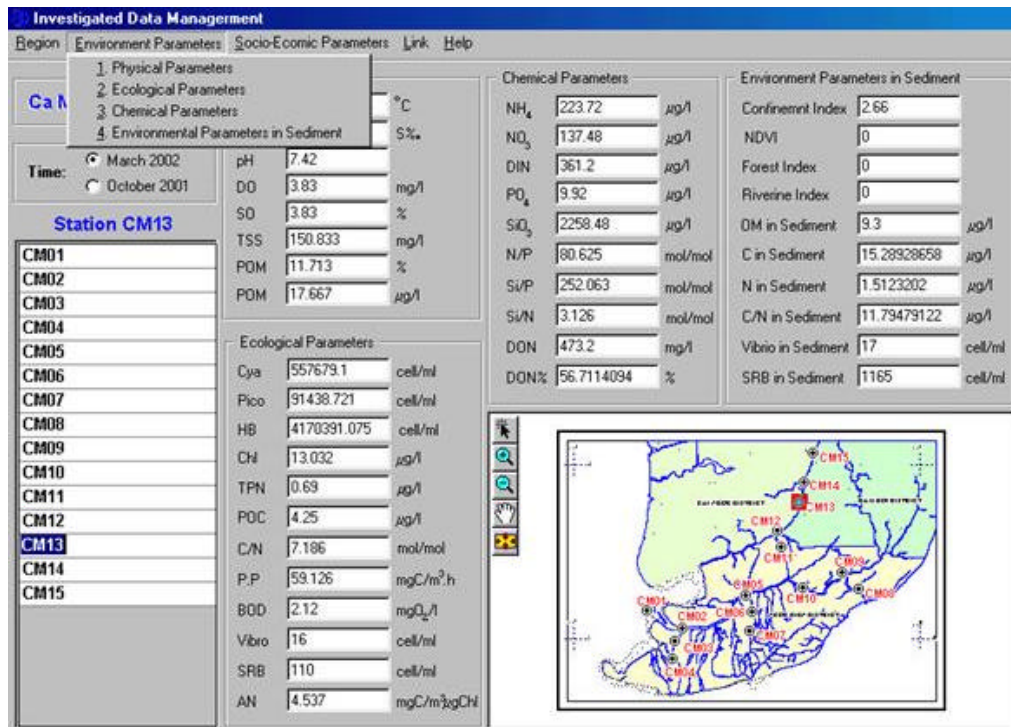 Investigated Data Managerment
Region Environment Parameters Socio-Ecomic Parameters Link Help
1. Physical Parameters
2. Ecological Parameters
3. Chemical Parameters
4. Environmental Parameters in Sediment
Ca M
Time:
March 2002
October 2001
Station CM13
CM01
CM02
CM03
CM04
CM05
CM06
CM07
CM08
CM09
CM10
CM11
CM12
CM13
CM14
CM15
°C
S‰
pH 7.42
DO 3.83 mg/l
SO 3.83 %
TSS 150.833 mg/l
POM 11.713 %
POM 17.667 µg/l
Ecological Parameters
Cya 557679.1 cell/ml
Pico 91438.721 cell/ml
HB 4170391.075 cell/ml
Chl 13.032 µg/l
TPN 0.69 µg/l
POC 4.25 µg/l
C/N 7.186 mol/mol
P.P 59.126 mgC/m³.h
BOD 2.12 mgO₂/l
Vibro 16 cell/ml
SRB 110 cell/ml
AN 4.537 mgC/m³µgChl
Chemical Parameters
NH₄ 223.72 µg/l
NO₃ 137.48 µg/l
DIN 361.2 µg/l
PO₄ 9.92 µg/l
SiO₃ 2258.48 µg/l
N/P 80.625 mol/mol
Si/P 252.063 mol/mol
Si/N 3.126 mol/mol
DON 473.2 mg/l
DON% 56.7114094 %
Environment Parameters in Sediment
Confinemnt Index 2.66
NDVI 0
Forest Index 0
Riverine Index 0
OM in Sediment 9.3 µg/l
C in Sediment 15.28928658 µg/l
N in Sediment 1.5123202 µg/l
C/N in Sediment 11.79479122 µg/l
Vibrio in Sediment 17 cell/ml
SRB in Sediment 1165 cell/ml
CM15
CM14
CM13
CM12
CM11
CM09
CM10
CM08
CM05
CM01
CM06
CM02
CM07
CM03
CM04